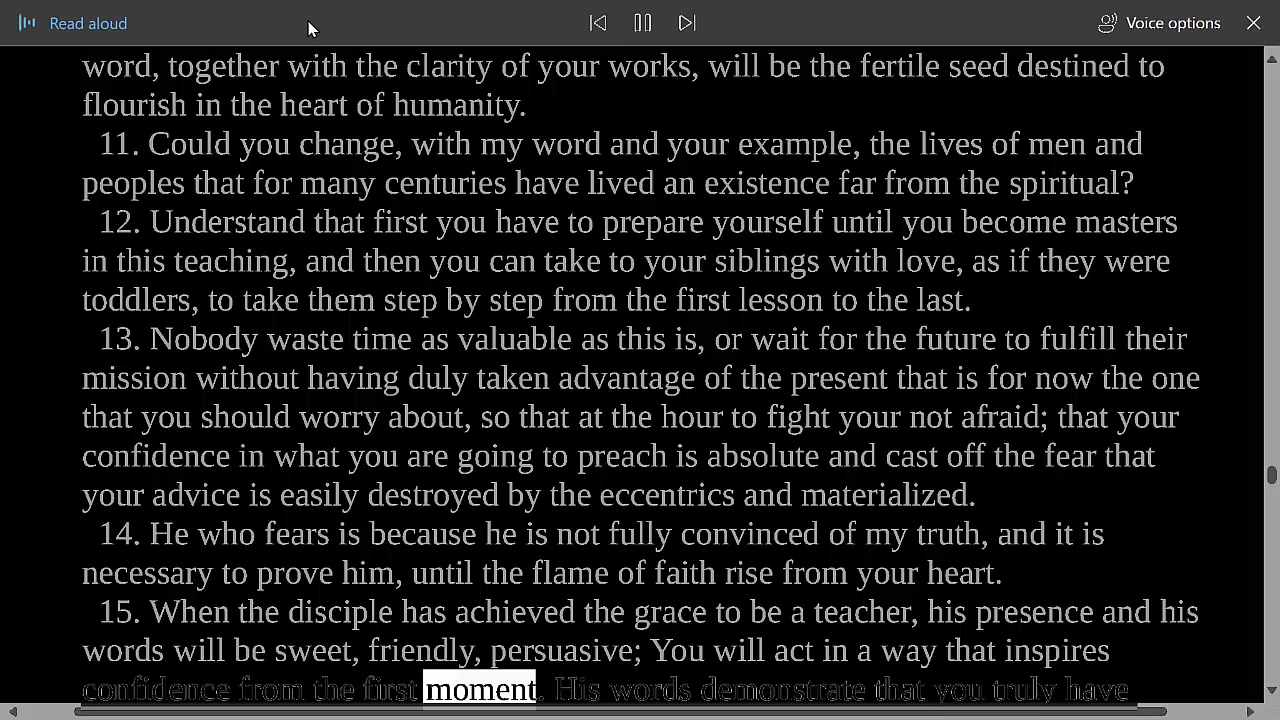 Read aloud
Voice options
word, together with the clarity of your works, will be the fertile seed destined to
flourish in the heart of humanity.
11. Could you change, with my word and your example, the lives of men and
peoples that for many centuries have lived an existence far from the spiritual?
12. Understand that first you have to prepare yourself until you become masters
in this teaching, and then you can take to your siblings with love, as if they were
toddlers, to take them step by step from the first lesson to the last.
13. Nobody waste time as valuable as this is, or wait for the future to fulfill their
mission without having duly taken advantage of the present that is for now the one
that you should worry about, so that at the hour to fight your not afraid; that your
confidence in what you are going to preach is absolute and cast off the fear that
your advice is easily destroyed by the eccentrics and materialized.
14. He who fears is because he is not fully convinced of my truth, and it is
necessary to prove him, until the flame of faith rise from your heart.
15. When the disciple has achieved the grace to be a teacher, his presence and his
words will be sweet, friendly, persuasive; You will act in a way that inspires
confidence from the first moment. His words demonstrate that you truly have